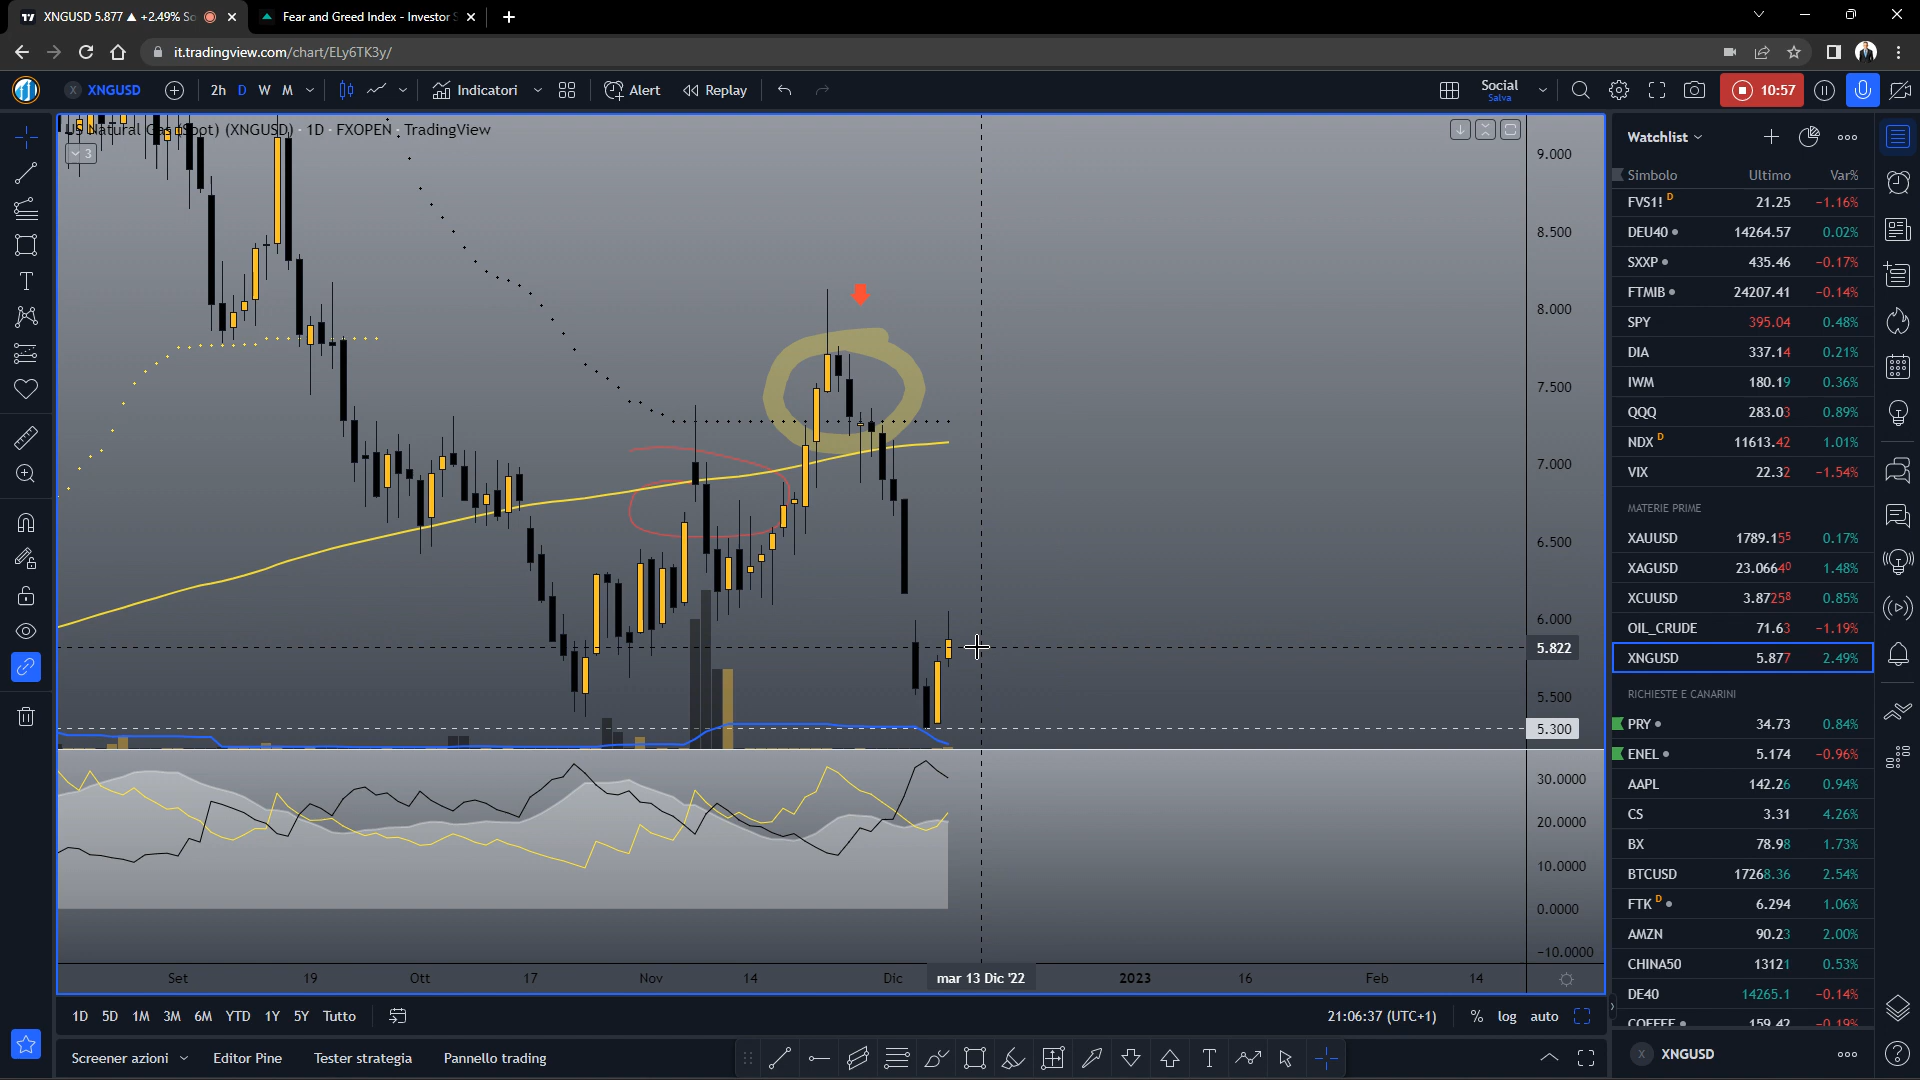 XNGUSD 5.877 ▲ +2.49% Sc
Fear and Greed Index - Investor S
it.tradingview.com/chart/ELy6TK3y/
XNGUSD
2h D W M
Indicatori
Alert
Replay
Social
Salva
10:57
US Natural Gas (Spot) (XNGUSD) · 1D · FXOPEN · TradingView
3
9.000
8.500
8.000
7.500
7.000
6.500
6.000
5.822
5.500
5.300
30.0000
20.0000
10.0000
0.0000
−10.0000
Set 19 Ott 17 Nov 14 Dic mar 13 Dic '22 2023 16 Feb 14
1D 5D 1M 3M 6M YTD 1Y 5Y Tutto
21:06:37 (UTC+1) % log auto
Screener azioni Editor Pine Tester strategia Pannello trading
Watchlist
Simbolo Ultimo Var%
FVS1! D 21.25 −1.16%
DEU40 14264.57 0.02%
SXXP 435.46 −0.17%
FTMIB 24207.41 −0.14%
SPY 395.04 0.48%
DIA 337.14 0.21%
IWM 180.19 0.36%
QQQ 283.03 0.89%
NDX D 11613.42 1.01%
VIX 22.32 −1.54%
MATERIE PRIME
XAUUSD 1789.155 0.17%
XAGUSD 23.06640 1.48%
XCUUSD 3.87258 0.85%
OIL_CRUDE 71.63 −1.19%
XNGUSD 5.877 2.49%
RICHIESTE E CANARINI
PRY 34.73 0.84%
ENEL 5.174 −0.96%
AAPL 142.26 0.94%
CS 3.31 4.26%
BX 78.98 1.73%
BTCUSD 17268.36 2.54%
FTK D 6.294 1.06%
AMZN 90.23 2.00%
CHINA50 13121 0.53%
DE40 14265.1 −0.14%
COFFEE 159.42 −0.19%
X XNGUSD